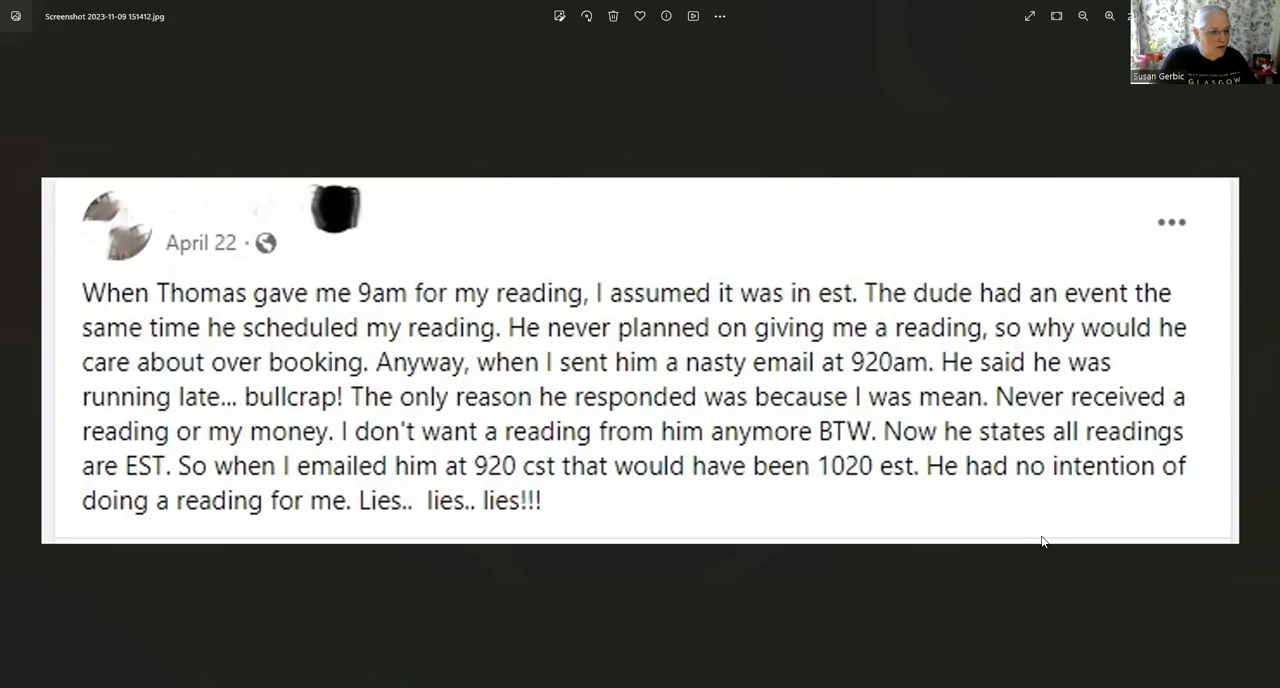 Screenshot 2023-11-09 151412.jpg
Susan Gerbic
GLASGOW
April 22 ·
When Thomas gave me 9am for my reading, I assumed it was in est. The dude had an event the
same time he scheduled my reading. He never planned on giving me a reading, so why would he
care about over booking. Anyway, when I sent him a nasty email at 920am. He said he was
running late... bullcrap! The only reason he responded was because I was mean. Never received a
reading or my money. I don't want a reading from him anymore BTW. Now he states all readings
are EST. So when I emailed him at 920 cst that would have been 1020 est. He had no intention of
doing a reading for me. Lies..  lies.. lies!!!